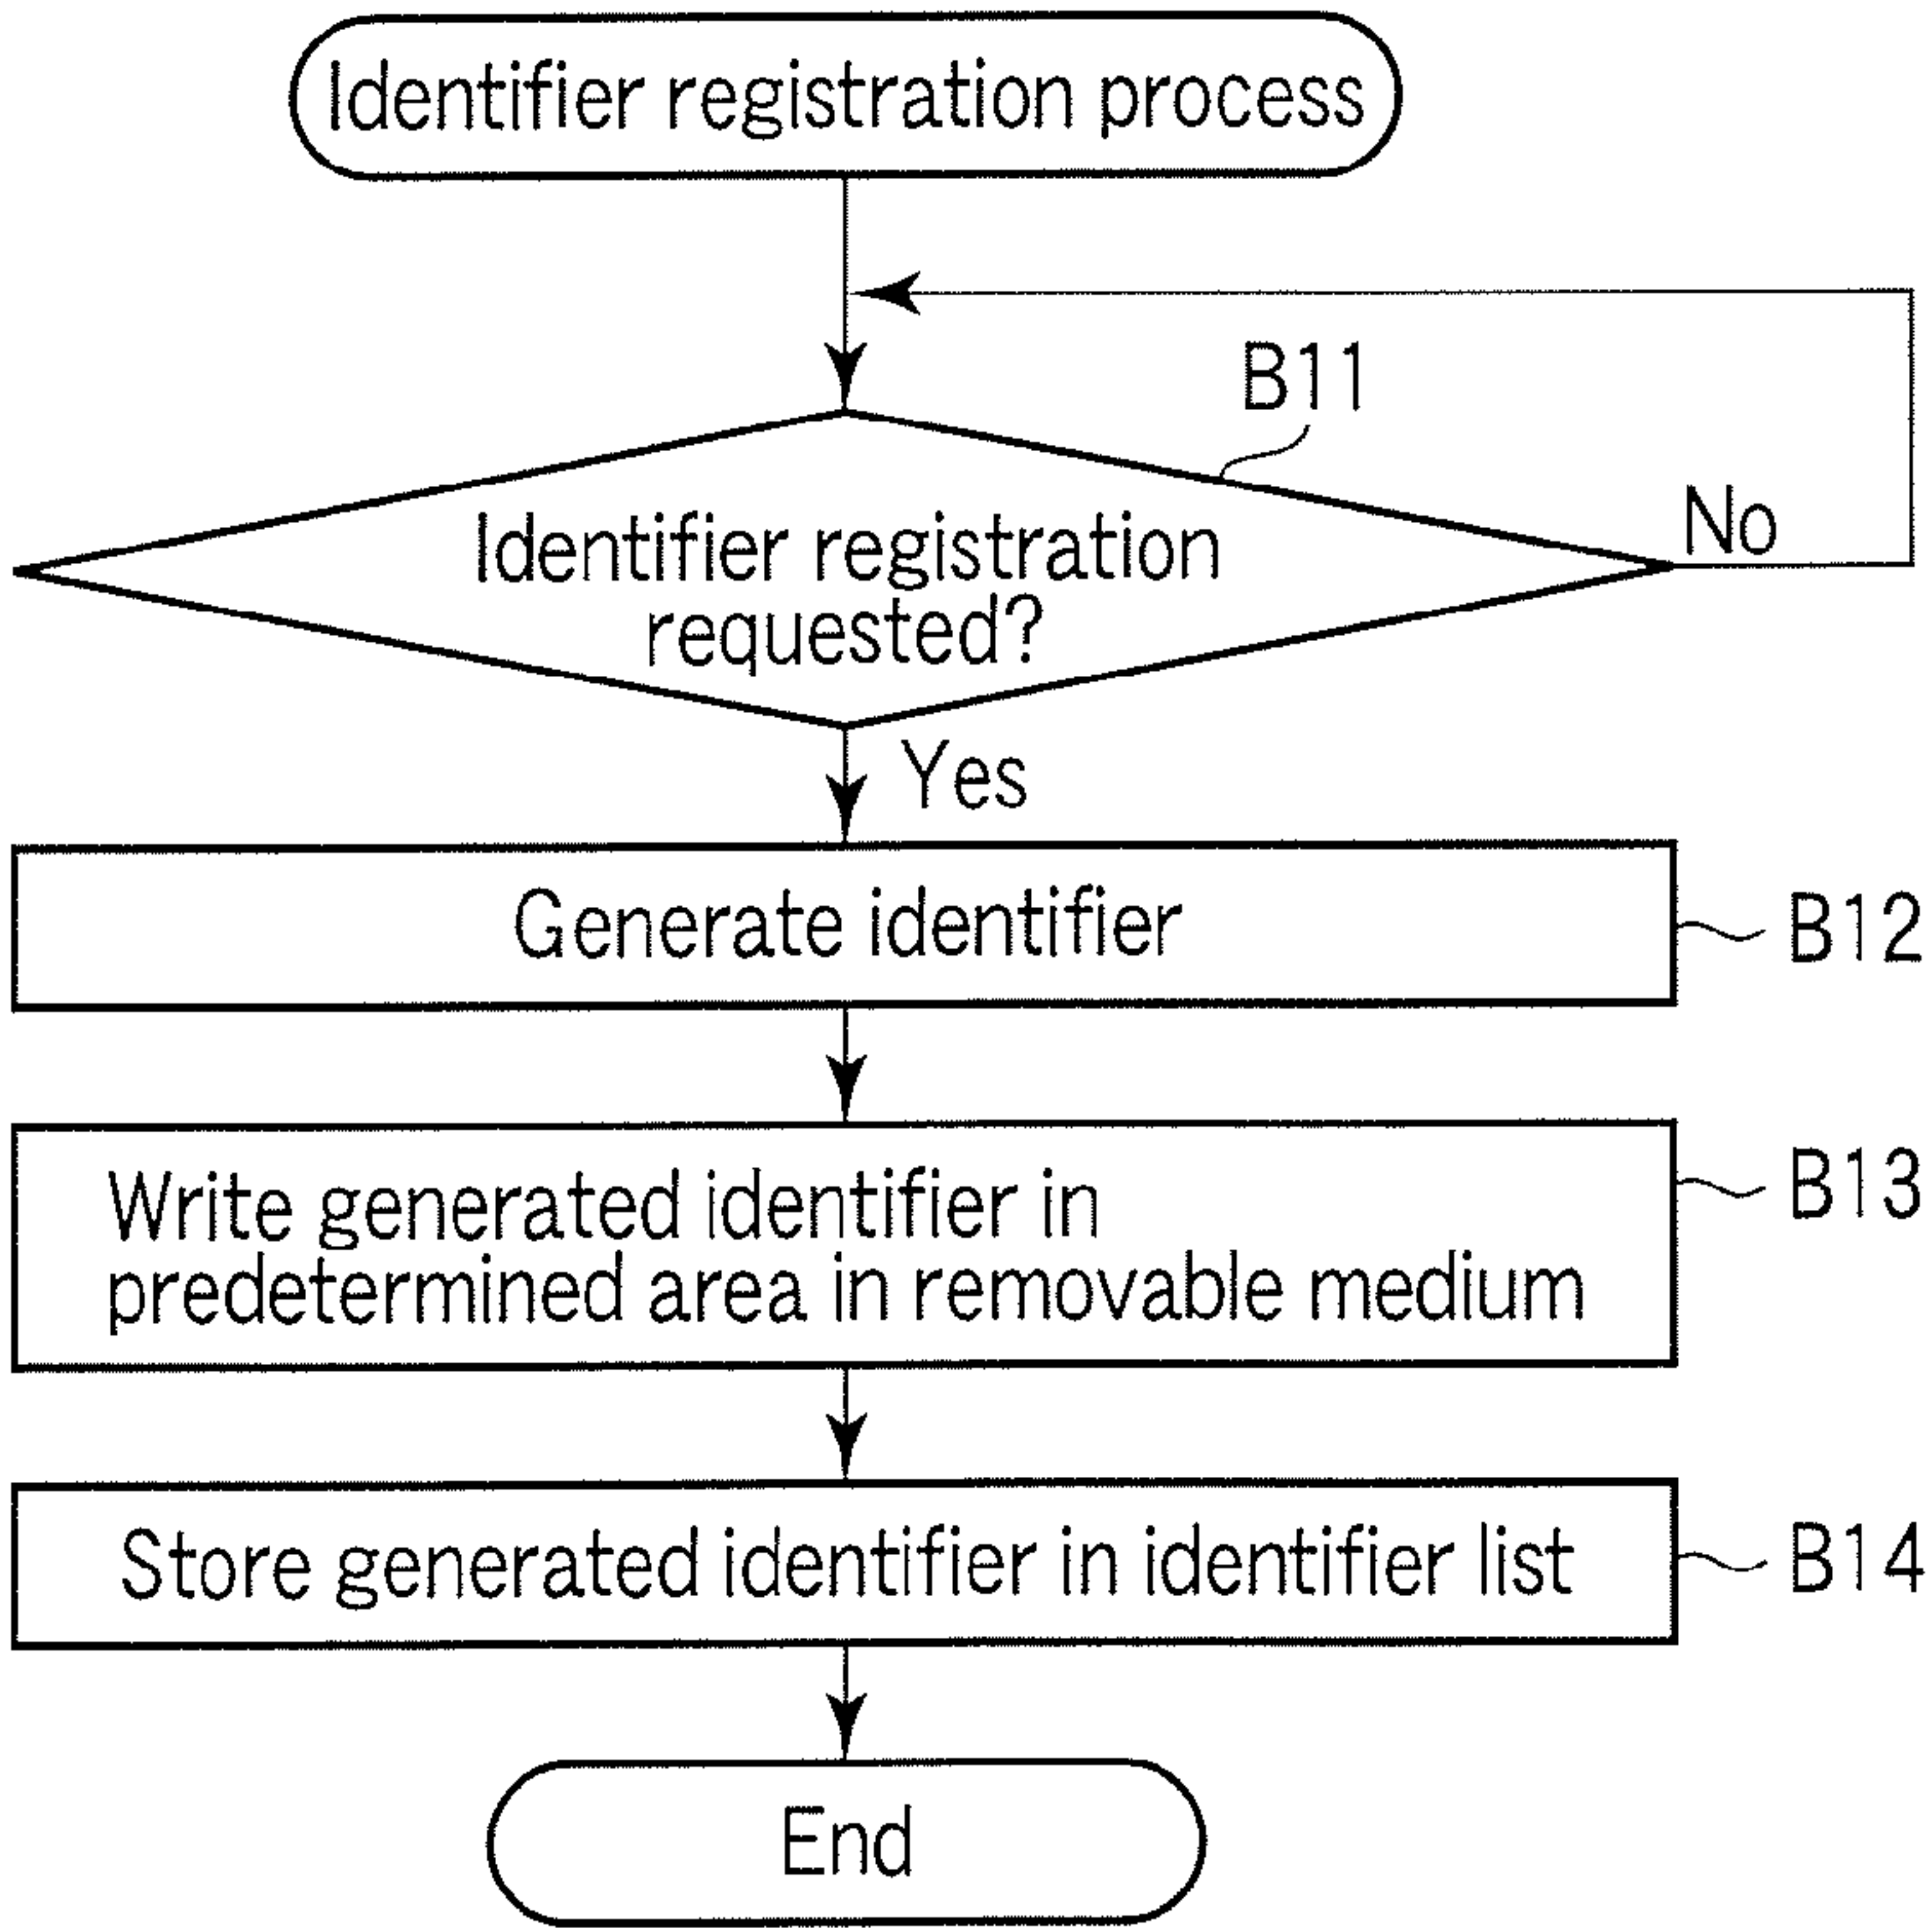 Identifier registration process
B11
Identifier registration
requested?
No
Yes
Generate identifier
B12
Write generated identifier in
predetermined area in removable medium
B13
Store generated identifier in identifier list
B14
End